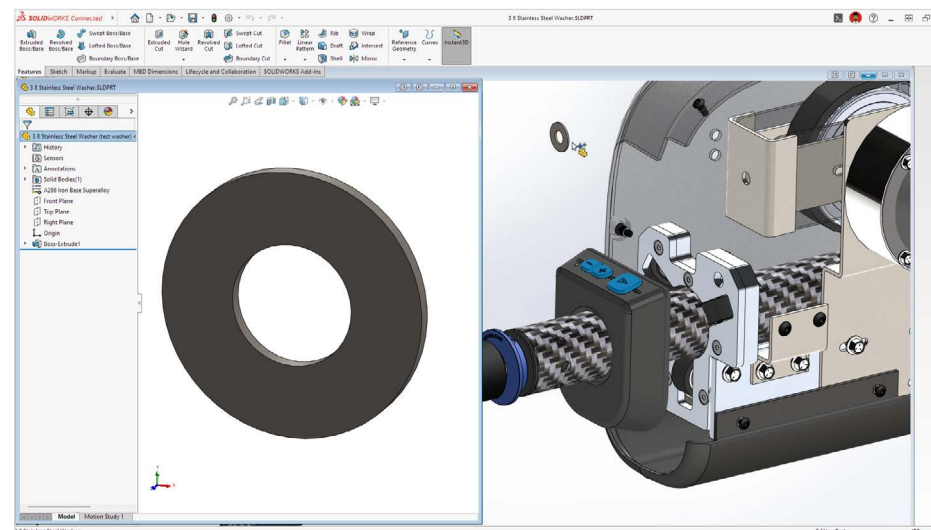 SOLIDWORKS Connected
3 8 Stainless Steel Washer.SLDPRT
Extruded Boss/Base
Revolved Boss/Base
Swept Boss/Base
Lofted Boss/Base
Boundary Boss/Base
Extruded Cut
Hole Wizard
Revolved Cut
Swept Cut
Lofted Cut
Boundary Cut
Fillet
Linear Pattern
Rib
Draft
Shell
Wrap
Intersect
Mirror
Reference Geometry
Curves
Instant3D
Features
Sketch
Markup
Evaluate
MBD Dimensions
Lifecycle and Collaboration
SOLIDWORKS Add-Ins
3 8 Stainless Steel Washer.SLDPRT
3 8 Stainless Steel Washer (test washer)
History
Sensors
Annotations
Solid Bodies(1)
A286 Iron Base Superalloy
Front Plane
Top Plane
Right Plane
Origin
Boss-Extrude1
Model
Motion Study 1